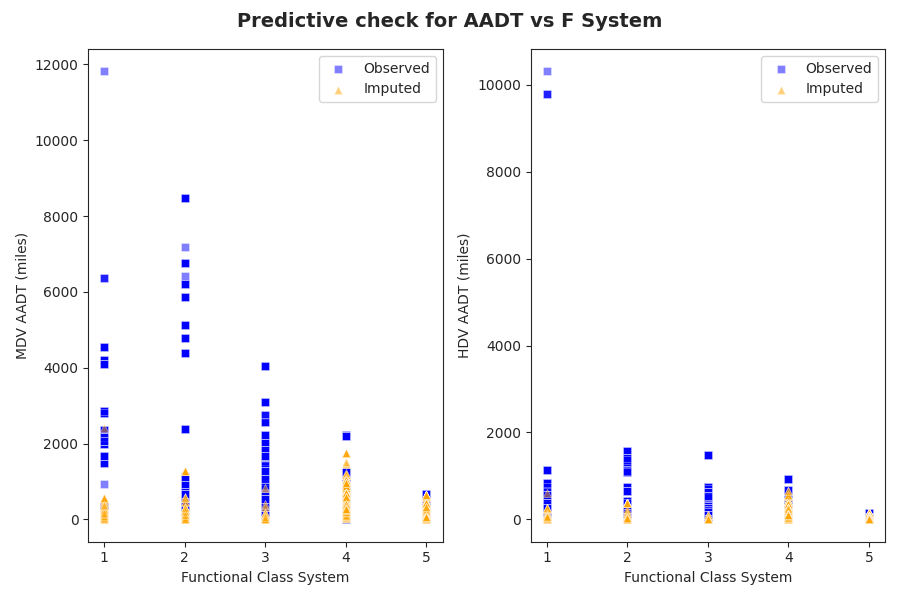 Predictive check for AADT vs F System
MDV AADT (miles)
12000
10000
8000
6000
4000
2000
0
1 2 3 4 5
Functional Class System
Observed
Imputed
HDV AADT (miles)
10000
8000
6000
4000
2000
0
1 2 3 4 5
Functional Class System
Observed
Imputed